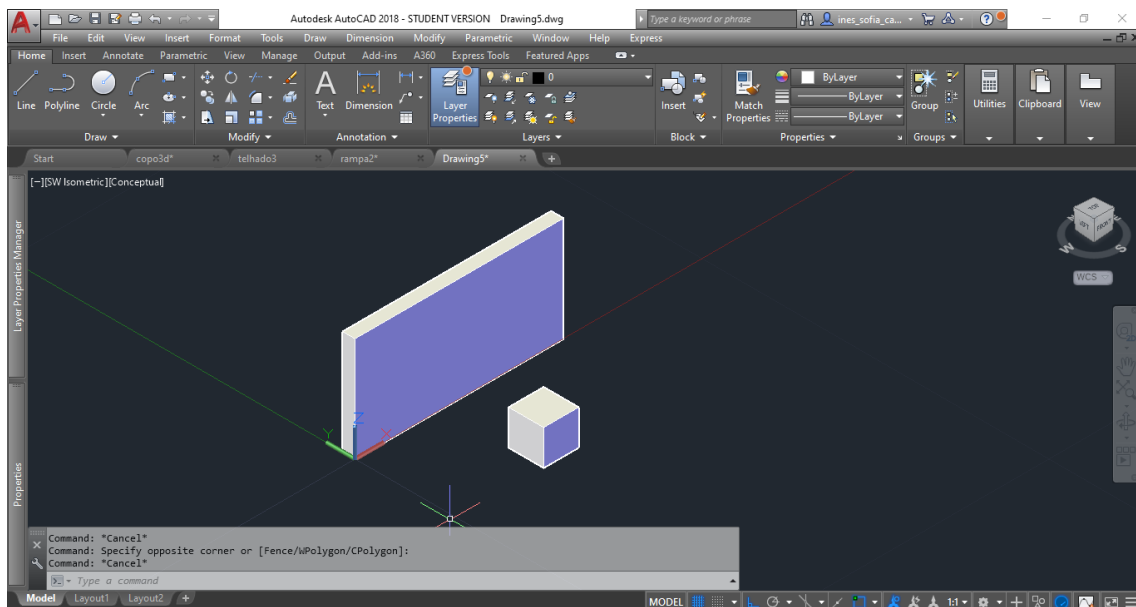 Autodesk AutoCAD 2018 - STUDENT VERSION Drawing5.dwg
Type a keyword or phrase
ines_sofia_ca...
File Edit View Insert Format Tools Draw Dimension Modify Parametric Window Help Express
Home Insert Annotate Parametric View Manage Output Add-ins A360 Express Tools Featured Apps
0
ByLayer
ByLayer
ByLayer
Line Polyline Circle Arc
Text Dimension
Layer Properties
Insert
Match Properties
Group
Utilities Clipboard View
Draw Modify Annotation Layers Block Properties Groups
Start copo3d* telhado3 rampa2* Drawing5*
[−][SW Isometric][Conceptual]
TOP
LEFT FRONT
W S
WCS
Layer Properties Manager
Properties
Z
Y X
Command: *Cancel*
Command: Specify opposite corner or [Fence/WPolygon/CPolygon]:
Command: *Cancel*
Type a command
Model Layout1 Layout2 +
MODEL 1:1